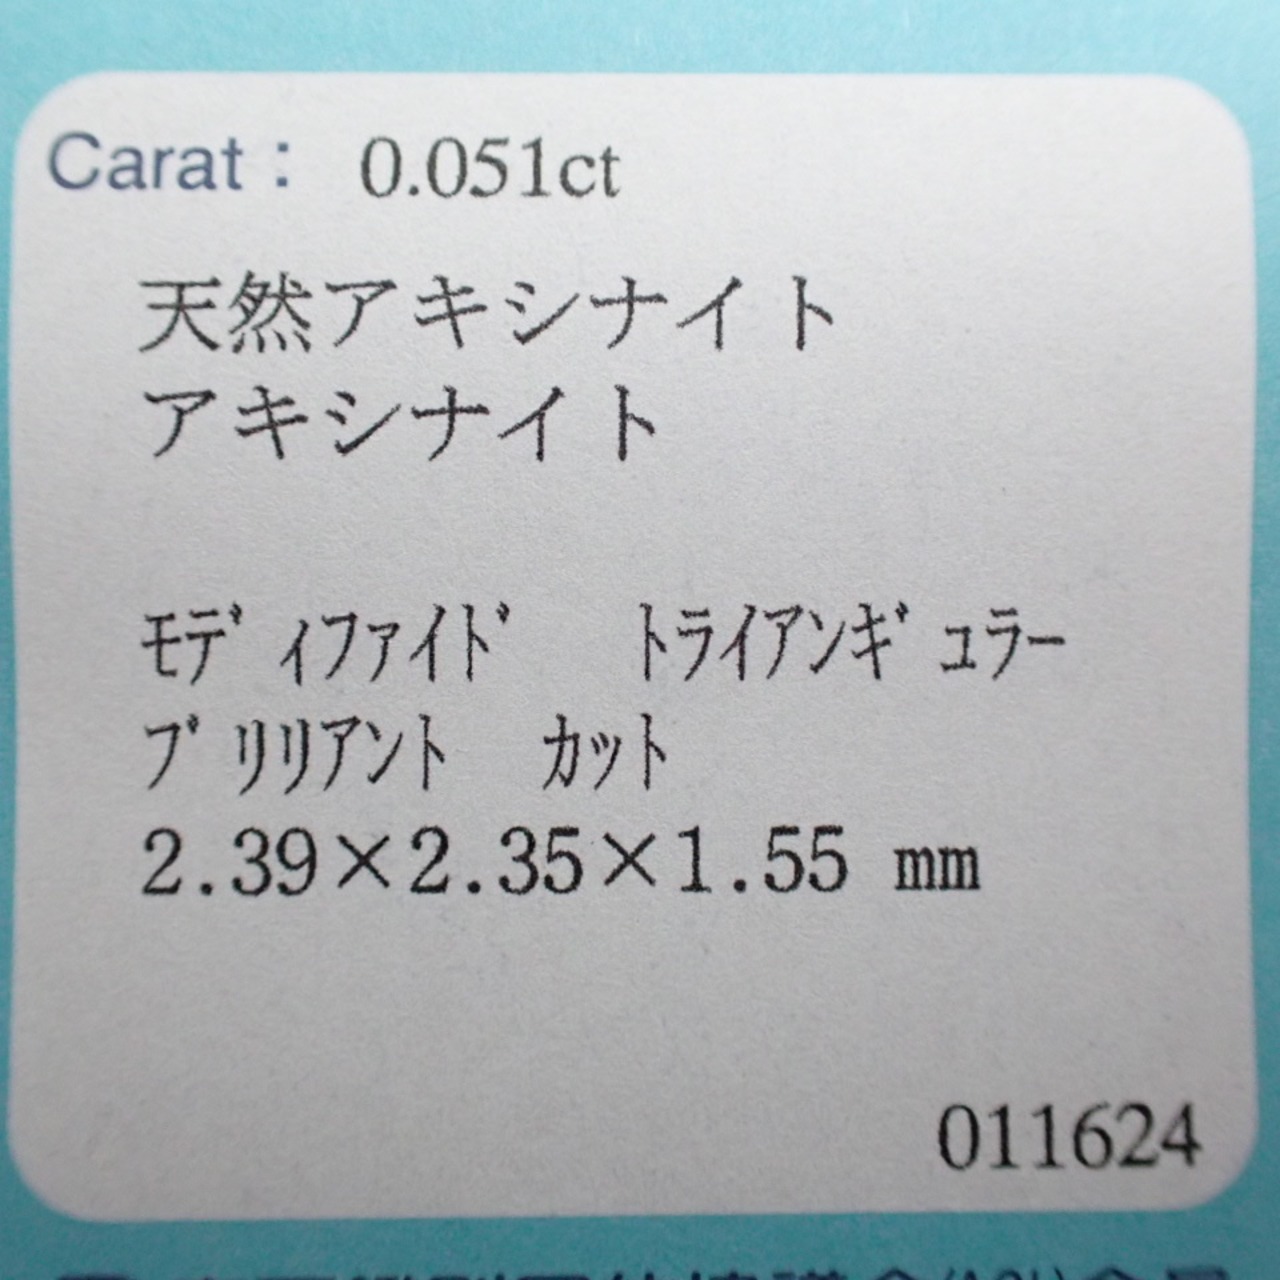 Carat : 0.051ct
天然アキシナイト
アキシナイト
ﾓﾃﾞｨﾌｧｲﾄﾞ ﾄﾗｲｱﾝｷﾞｭﾗｰ
ﾌﾞﾘﾘｱﾝﾄ ｶｯﾄ
2.39×2.35×1.55 mm
011624